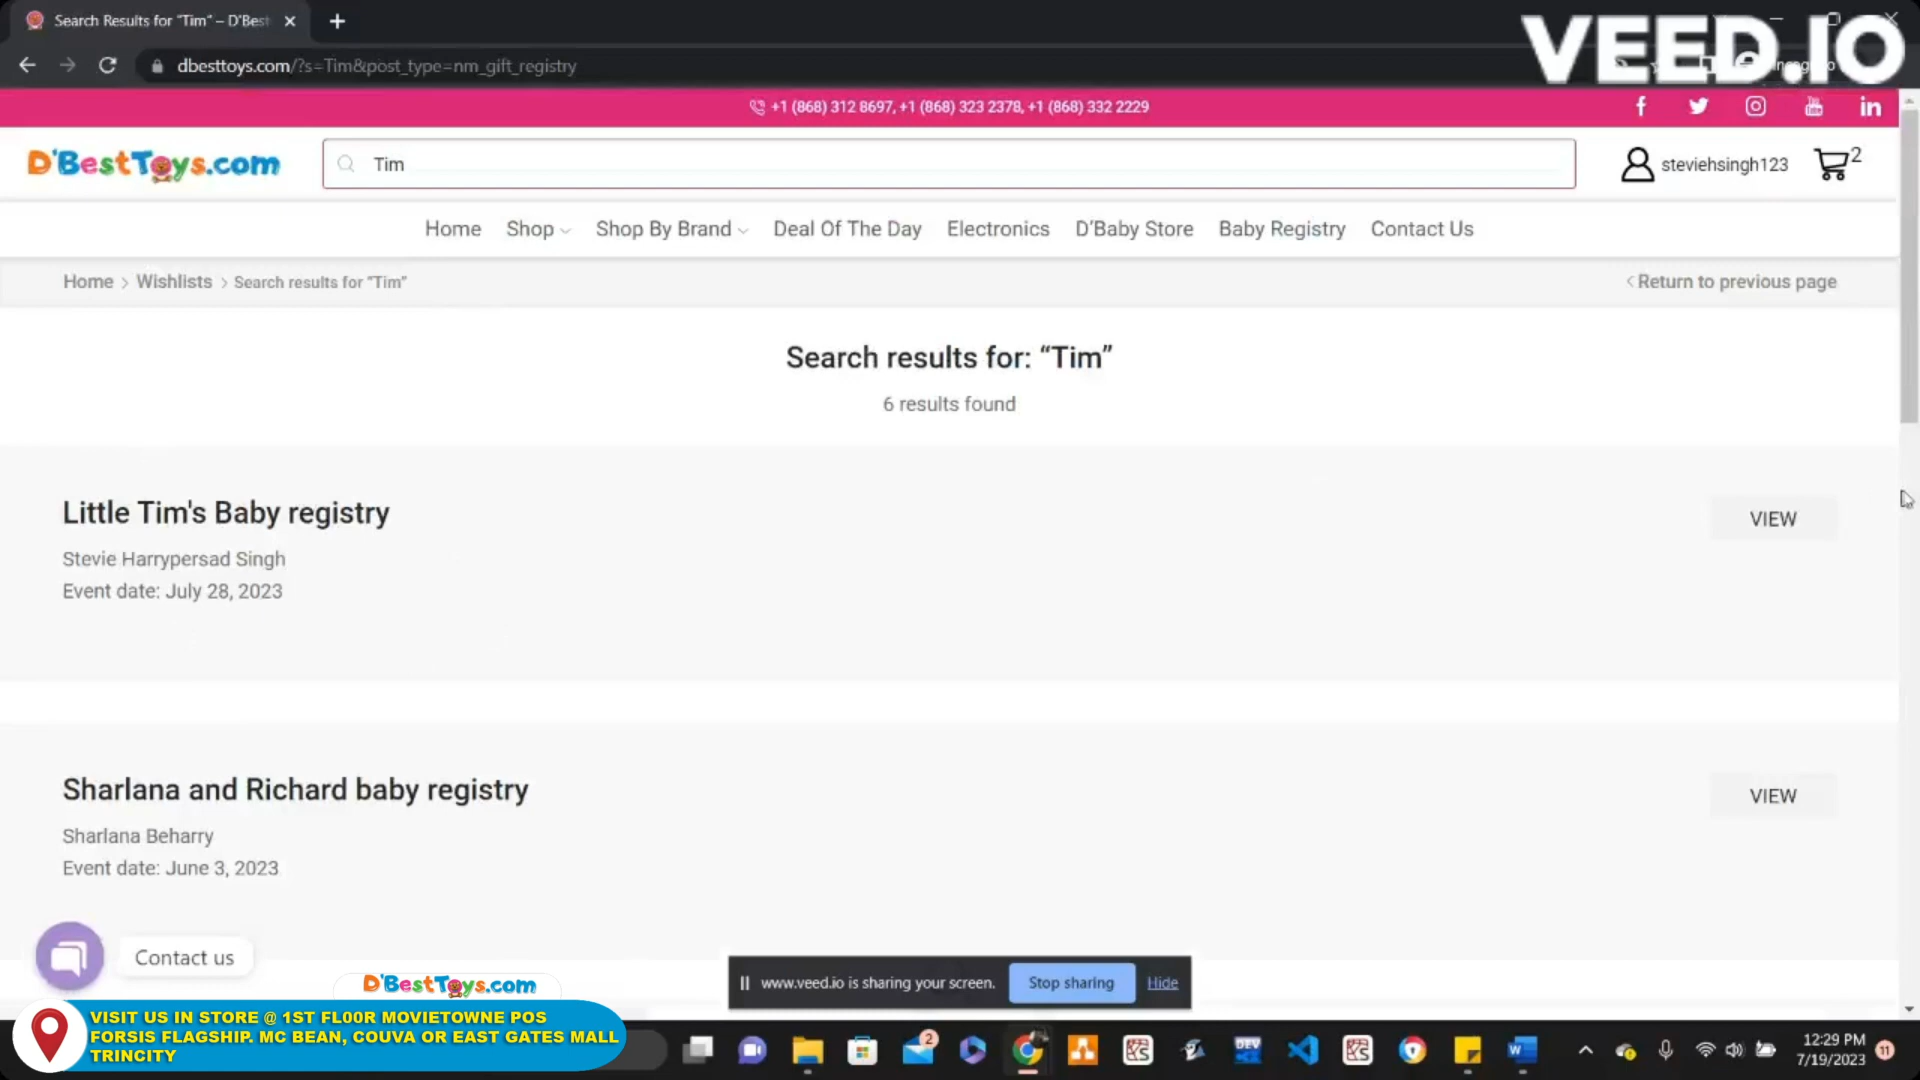 Search Results for “Tim” – D'Best
VEED.IO
dbesttoys.com/?s=Tim&post_type=nm_gift_registry
+1 (868) 312 8697, +1 (868) 323 2378, +1 (868) 332 2229
D'BestToys.com
Tim
steviehsingh123
2
Home Shop Shop By Brand Deal Of The Day Electronics D'Baby Store Baby Registry Contact Us
Home > Wishlists > Search results for “Tim”
Return to previous page
Search results for: “Tim”
6 results found
Little Tim's Baby registry
VIEW
Stevie Harrypersad Singh
Event date: July 28, 2023
Sharlana and Richard baby registry
VIEW
Sharlana Beharry
Event date: June 3, 2023
Contact us
www.veed.io is sharing your screen. Stop sharing Hide
D'BestToys.com
VISIT US IN STORE @ 1ST FL00R MOVIETOWNE POS
FORSIS FLAGSHIP. MC BEAN, COUVA OR EAST GATES MALL
TRINCITY
2
DEV
12:29 PM
7/19/2023
11